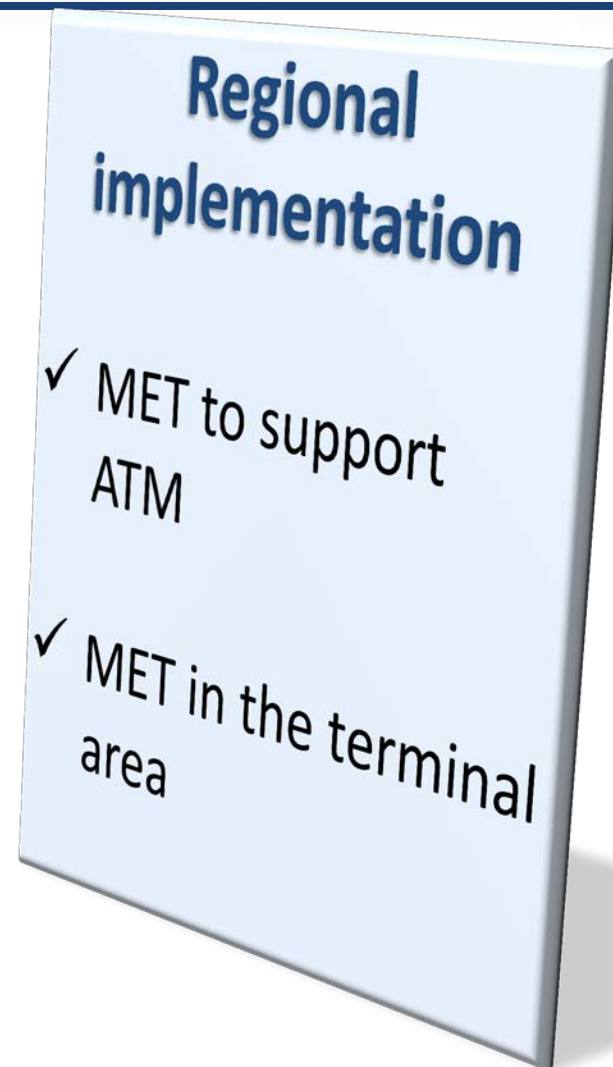 Regional
implementation
✓ MET to support
ATM
✓ MET in the terminal
area